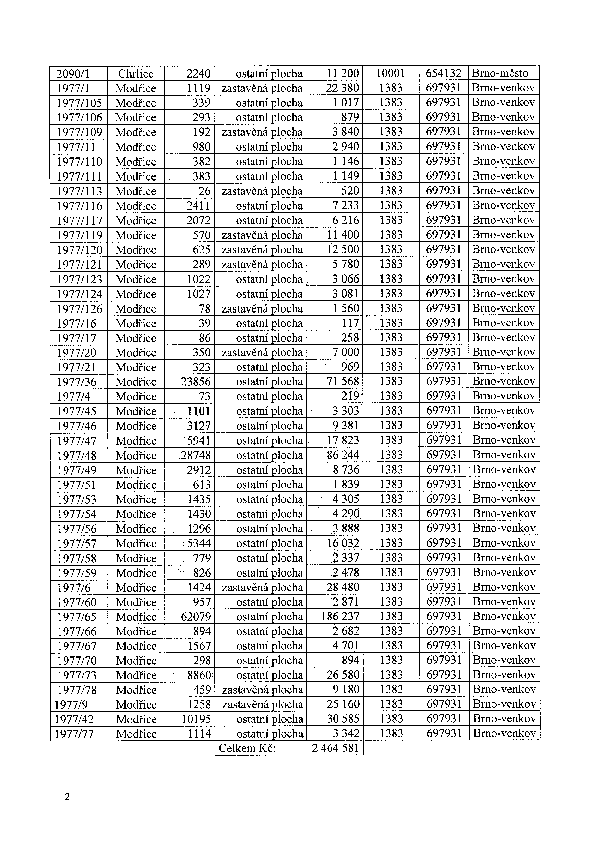 2090/1 Chrlice 2240 ostatní plocha 11 200 10001 654132 Brno-město
1977/1 Modřice 1119 zastavěná plocha 22 380 1383 697931 Brno-venkov
1977/105 Modřice 339 ostatní plocha 1 017 1383 697931 Brno-venkov
1977/106 Modřice 293 ostatní plocha 879 1383 697931 Brno-venkov
1977/109 Modřice 192 zastavěná plocha 3 840 1383 697931 Brno-venkov
1977/11 Modřice 980 ostatní plocha 2 940 1383 697931 Brno-venkov
1977/110 Modřice 382 ostatní plocha 1 146 1383 697931 Brno-venkov
1977/111 Modřice 383 ostatní plocha 1 149 1383 697931 Brno-venkov
1977/113 Modřice 26 zastavěná plocha 520 1383 697931 Brno-venkov
1977/116 Modřice 2411 ostatní plocha 7 233 1383 697931 Brno-venkov
1977/117 Modřice 2072 ostatní plocha 6 216 1383 697931 Brno-venkov
1977/119 Modřice 570 zastavěná plocha 11 400 1383 697931 Brno-venkov
1977/120 Modřice 625 zastavěná plocha 12 500 1383 697931 Brno-venkov
1977/121 Modřice 289 zastavěná plocha 5 780 1383 697931 Brno-venkov
1977/123 Modřice 1022 ostatní plocha 3 066 1383 697931 Brno-venkov
1977/124 Modřice 1027 ostatní plocha 3 081 1383 697931 Brno-venkov
1977/126 Modřice 78 zastavěná plocha 1 560 1383 697931 Brno-venkov
1977/16 Modřice 39 ostatní plocha 117 1383 697931 Brno-venkov
1977/17 Modřice 86 ostatní plocha 258 1383 697931 Brno-venkov
1977/20 Modřice 350 zastavěná plocha 7 000 1383 697931 Brno-venkov
1977/21 Modřice 323 ostatní plocha 969 1383 697931 Brno-venkov
1977/36 Modřice 23856 ostatní plocha 71 568 1383 697931 Brno-venkov
1977/4 Modřice 73 ostatní plocha 219 1383 697931 Brno-venkov
1977/45 Modřice 1101 ostatní plocha 3 303 1383 697931 Brno-venkov
1977/46 Modřice 3127 ostatní plocha 9 381 1383 697931 Brno-venkov
1977/47 Modřice 5941 ostatní plocha 17 823 1383 697931 Brno-venkov
1977/48 Modřice 28748 ostatní plocha 86 244 1383 697931 Brno-venkov
1977/49 Modřice 2912 ostatní plocha 8 736 1383 697931 Brno-venkov
1977/51 Modřice 613 ostatní plocha 1 839 1383 697931 Brno-venkov
1977/53 Modřice 1435 ostatní plocha 4 305 1383 697931 Brno-venkov
1977/54 Modřice 1430 ostatní plocha 4 290 1383 697931 Brno-venkov
1977/56 Modřice 1296 ostatní plocha 3 888 1383 697931 Brno-venkov
1977/57 Modřice 5344 ostatní plocha 16 032 1383 697931 Brno-venkov
1977/58 Modřice 779 ostatní plocha 2 337 1383 697931 Brno-venkov
1977/59 Modřice 826 ostatní plocha 2 478 1383 697931 Brno-venkov
1977/6 Modřice 1424 zastavěná plocha 28 480 1383 697931 Brno-venkov
1977/60 Modřice 957 ostatní plocha 2 871 1383 697931 Brno-venkov
1977/65 Modřice 62079 ostatní plocha 186 237 1383 697931 Brno-venkov
1977/66 Modřice 894 ostatní plocha 2 682 1383 697931 Brno-venkov
1977/67 Modřice 1567 ostatní plocha 4 701 1383 697931 Brno-venkov
1977/70 Modřice 298 ostatní plocha 894 1383 697931 Brno-venkov
1977/73 Modřice 8860 ostatní plocha 26 580 1383 697931 Brno-venkov
1977/78 Modřice 459 zastavěná plocha 9 180 1383 697931 Brno-venkov
1977/9 Modřice 1258 zastavěná plocha 25 160 1383 697931 Brno-venkov
1977/42 Modřice 10195 ostatní plocha 30 585 1383 697931 Brno-venkov
1977/77 Modřice 1114 ostatní plocha 3 342 1383 697931 Brno-venkov
Celkem Kč: 2 464 581
2